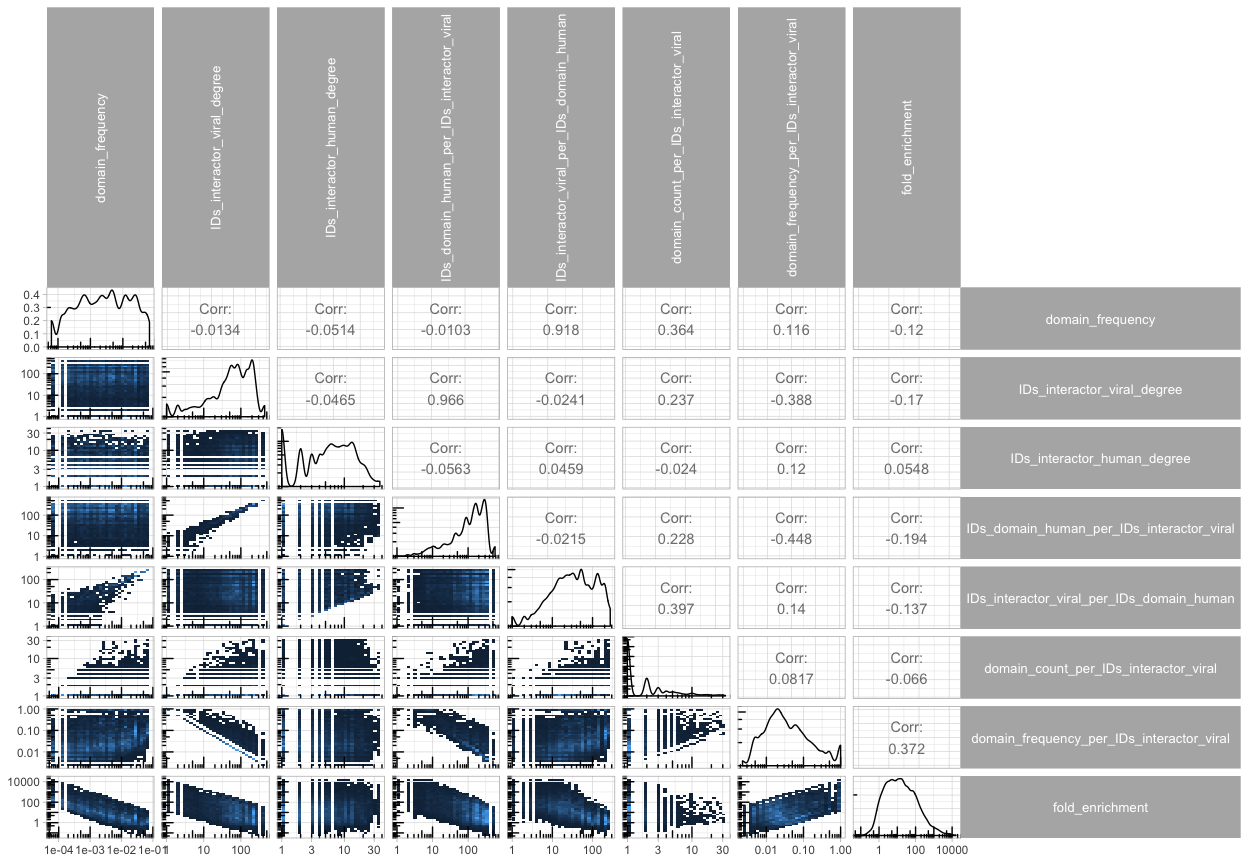 domain_frequency
IDs_interactor_viral_degree
IDs_interactor_human_degree
IDs_domain_human_per_IDs_interactor_viral
IDs_interactor_viral_per_IDs_domain_human
domain_count_per_IDs_interactor_viral
domain_frequency_per_IDs_interactor_viral
fold_enrichment
0.4
0.3
0.2
0.1
0.0
Corr:
-0.0134
Corr:
-0.0514
Corr:
-0.0103
Corr:
0.918
Corr:
0.364
Corr:
0.116
Corr:
-0.12
domain_frequency
100
10
1
Corr:
-0.0465
Corr:
0.966
Corr:
-0.0241
Corr:
0.237
Corr:
-0.388
Corr:
-0.17
IDs_interactor_viral_degree
30
10
3
1
Corr:
-0.0563
Corr:
0.0459
Corr:
-0.024
Corr:
0.12
Corr:
0.0548
IDs_interactor_human_degree
100
10
1
Corr:
-0.0215
Corr:
0.228
Corr:
-0.448
Corr:
-0.194
IDs_domain_human_per_IDs_interactor_viral
100
10
1
Corr:
0.397
Corr:
0.14
Corr:
-0.137
IDs_interactor_viral_per_IDs_domain_human
30
10
3
1
Corr:
0.0817
Corr:
-0.066
domain_count_per_IDs_interactor_viral
1.00
0.10
0.01
Corr:
0.372
domain_frequency_per_IDs_interactor_viral
10000
100
1
fold_enrichment
1e-04 1e-03 1e-02 1e-01
1 10 100
1 3 10 30
1 10 100
1 10 100
1 3 10 30
0.01 0.10 1.00
1 100 10000